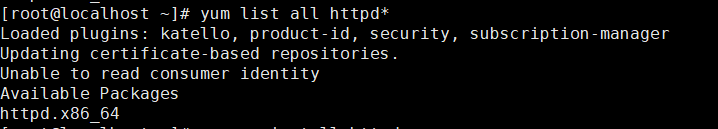 [root@localhost ~]# yum list all httpd*
Loaded plugins: katello, product-id, security, subscription-manager
Updating certificate-based repositories.
Unable to read consumer identity
Available Packages
httpd.x86_64